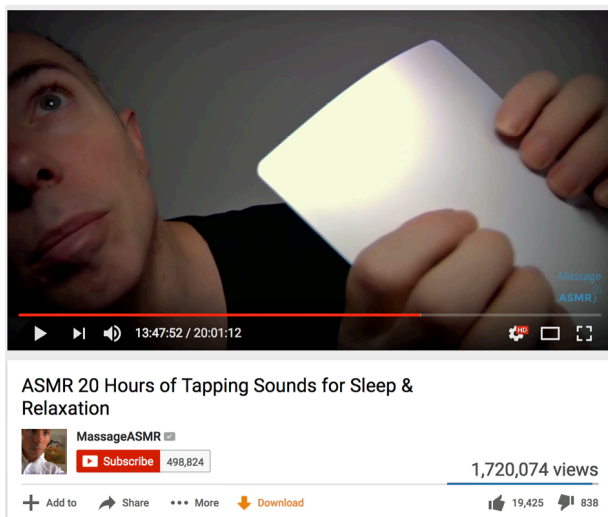 Massage
ASMR)
13:47:52 / 20:01:12
HD
ASMR 20 Hours of Tapping Sounds for Sleep &
Relaxation
MassageASMR
Subscribe 498,824
1,720,074 views
Add to Share More Download 19,425 838